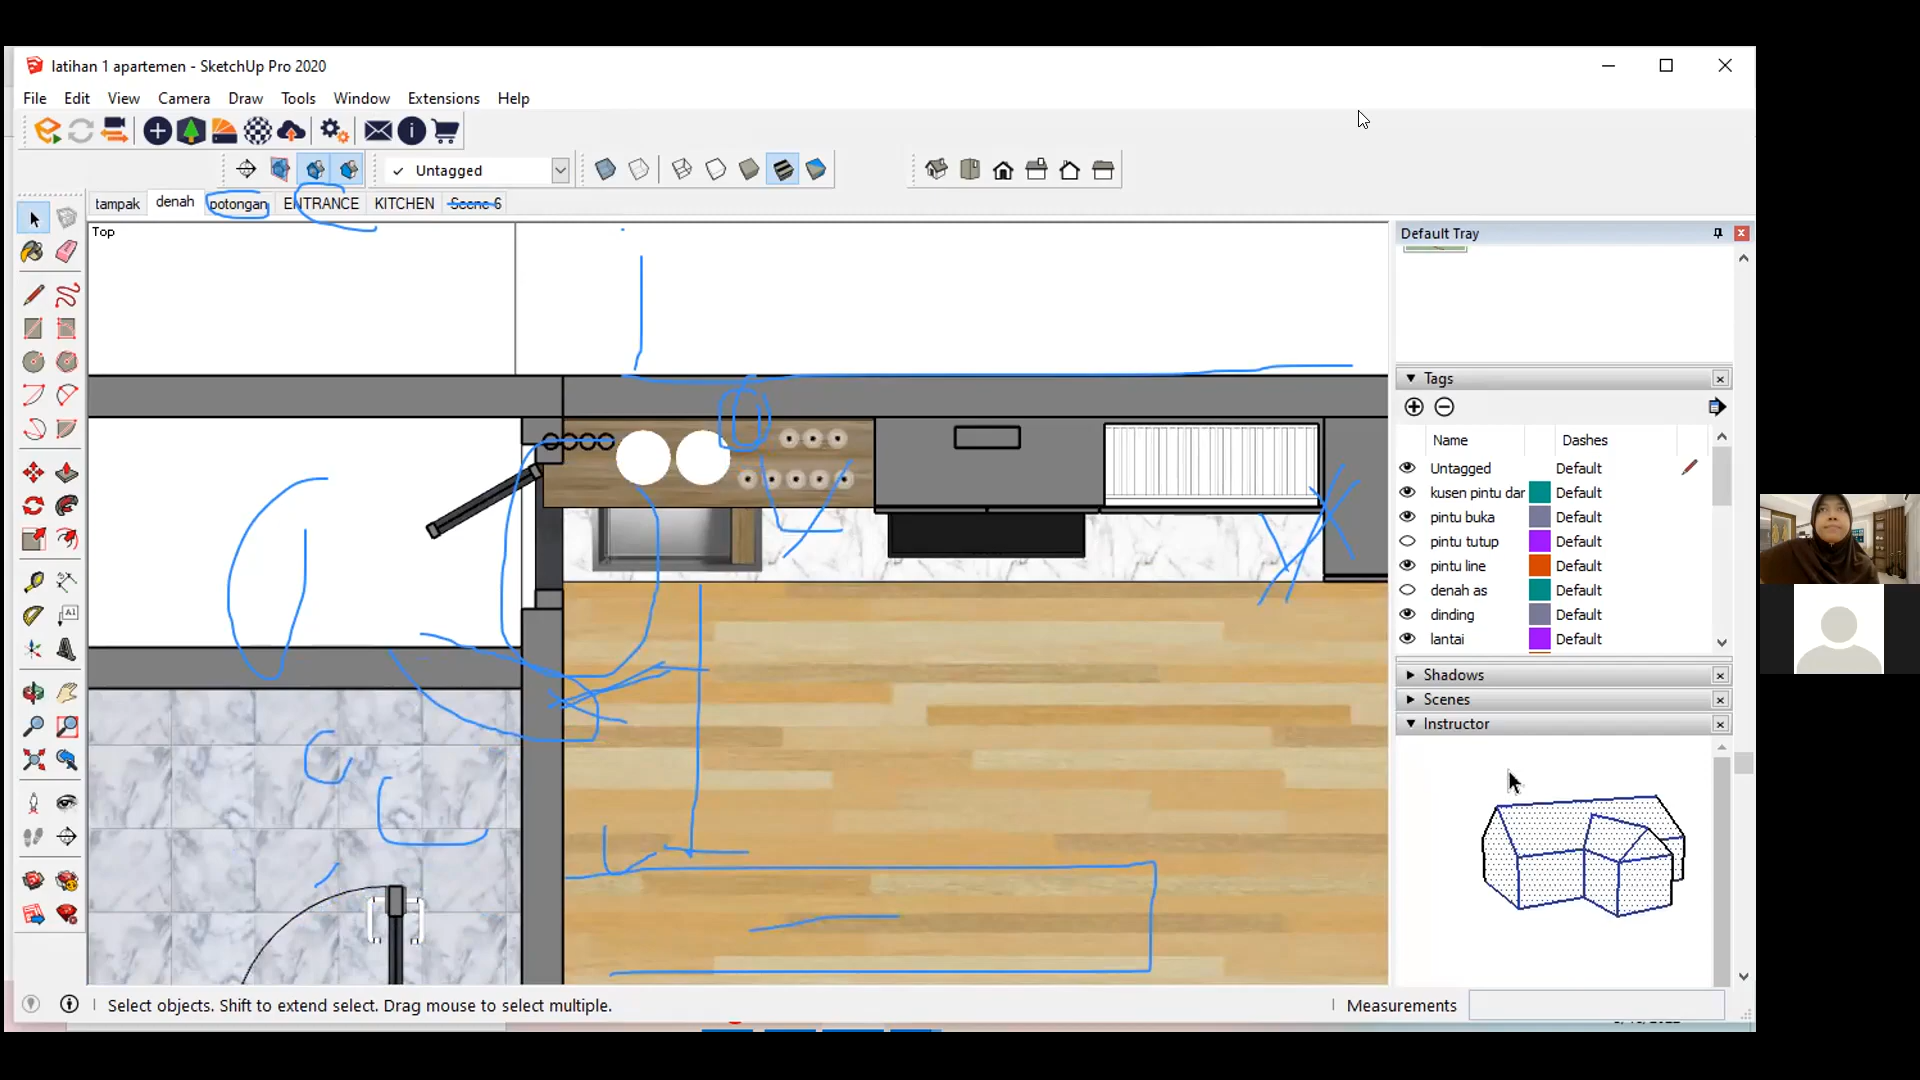 latihan 1 apartemen - SketchUp Pro 2020
File Edit View Camera Draw Tools Window Extensions Help
✓ Untagged
tampak denah potongan ENTRANCE KITCHEN Scene 6
Top
Default Tray
Tags
Name Dashes
Untagged Default
kusen pintu dar Default
pintu buka Default
pintu tutup Default
pintu line Default
denah as Default
dinding Default
lantai Default
Shadows
Scenes
Instructor
Select objects. Shift to extend select. Drag mouse to select multiple.
Measurements